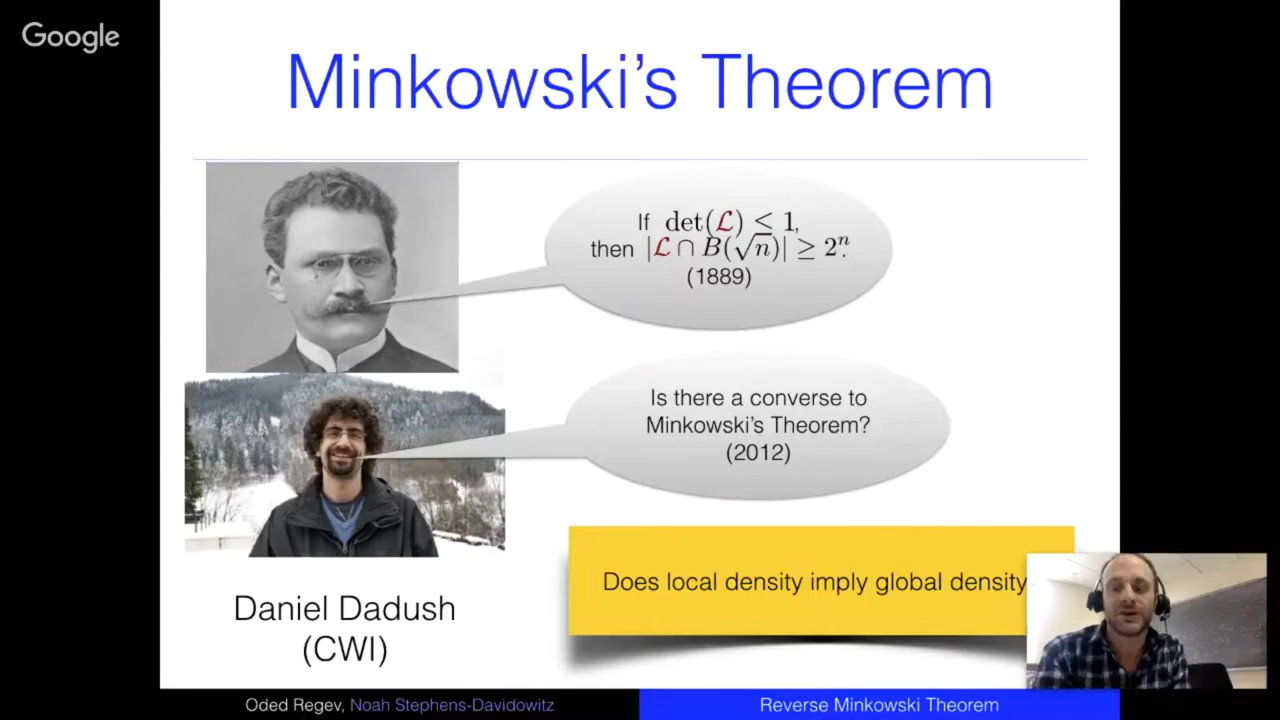 Google
Minkowski's Theorem
If det(ℒ) ≤ 1,
then |ℒ ∩ B(√n)| ≥ 2ⁿ.
(1889)
Is there a converse to
Minkowski's Theorem?
(2012)
Does local density imply global density
Daniel Dadush
(CWI)
Oded Regev, Noah Stephens-Davidowitz
Reverse Minkowski Theorem